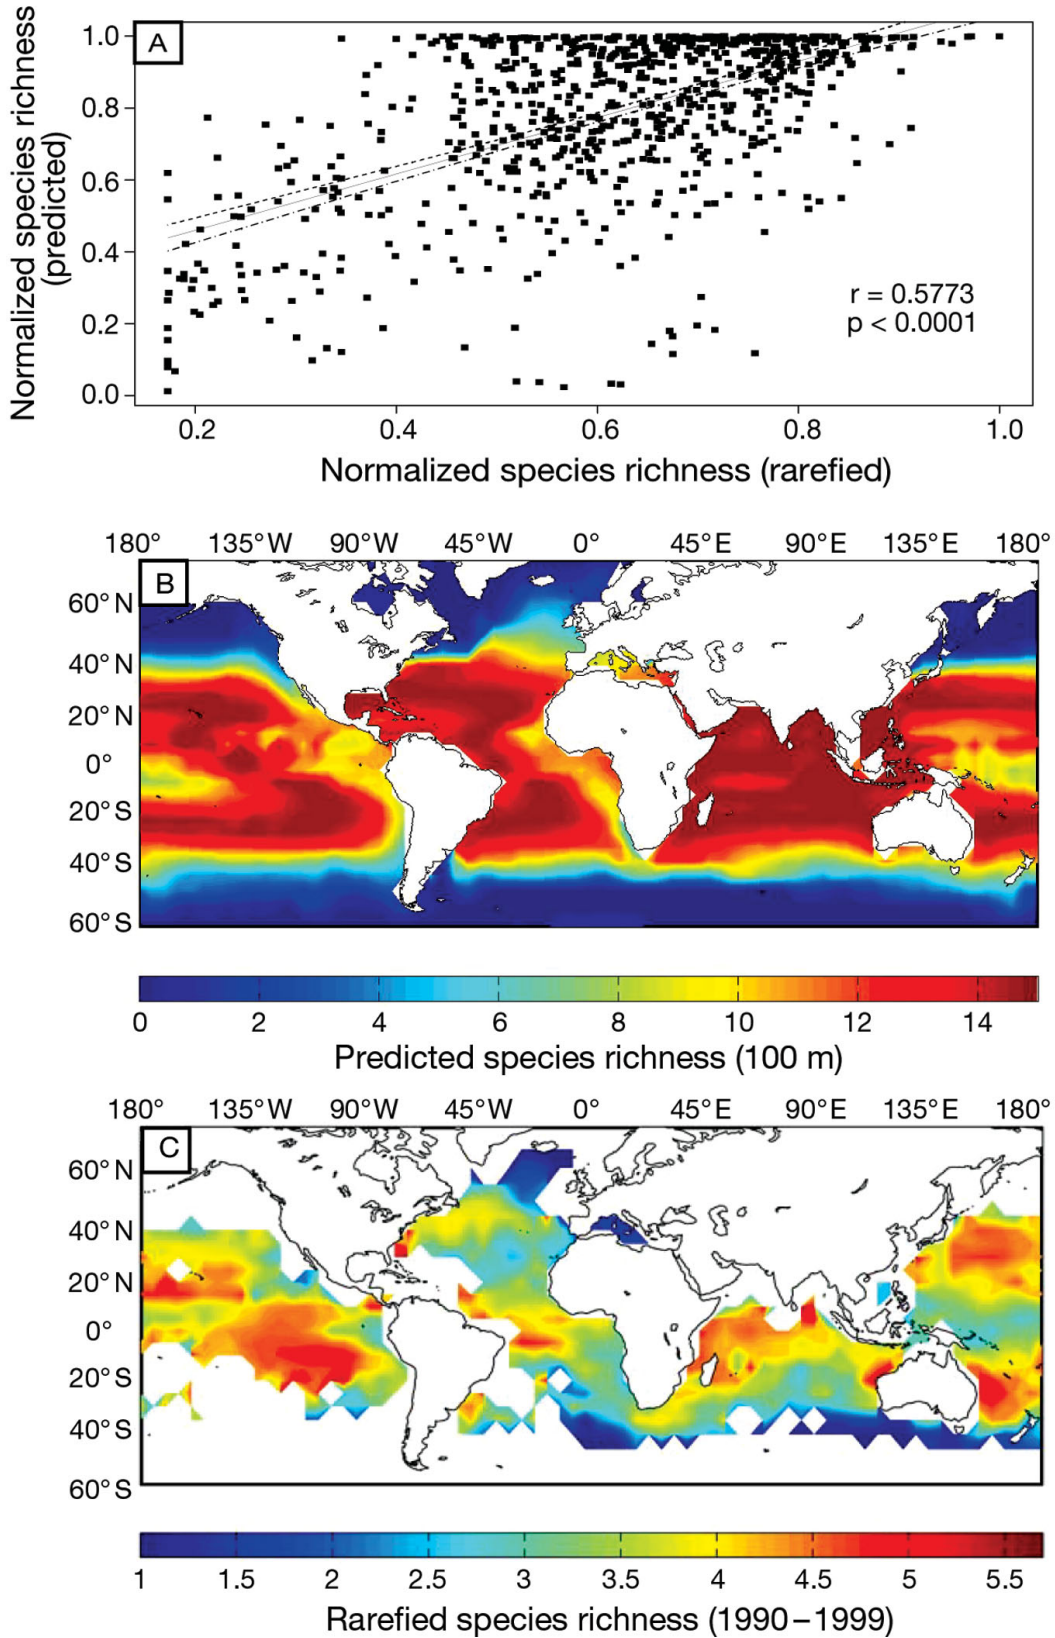 A
Normalized species richness
(predicted)
1.0
0.8
0.6
0.4
0.2
0.0
r = 0.5773
p < 0.0001
0.2 0.4 0.6 0.8 1.0
Normalized species richness (rarefied)
180° 135°W 90°W 45°W 0° 45°E 90°E 135°E 180°
B
60°N
40°N
20°N
0°
20°S
40°S
60°S
0 2 4 6 8 10 12 14
Predicted species richness (100 m)
180° 135°W 90°W 45°W 0° 45°E 90°E 135°E 180°
C
60°N
40°N
20°N
0°
20°S
40°S
60°S
1 1.5 2 2.5 3 3.5 4 4.5 5 5.5
Rarefied species richness (1990–1999)